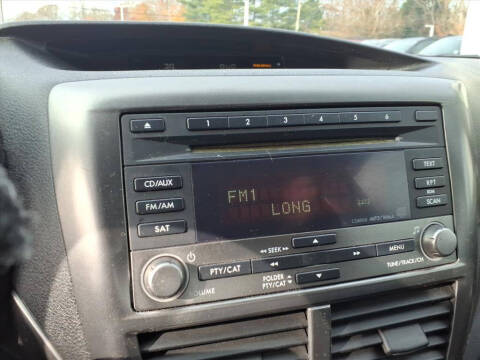 1 2 3 4 5 6
CD/AUX
TEXT
FM/AM
RPT
SAT
SCAN
FM1
LONG
SEEK
MENU
PTY/CAT
FOLDER
PTY/CAT
TUNE/TRACK/CH